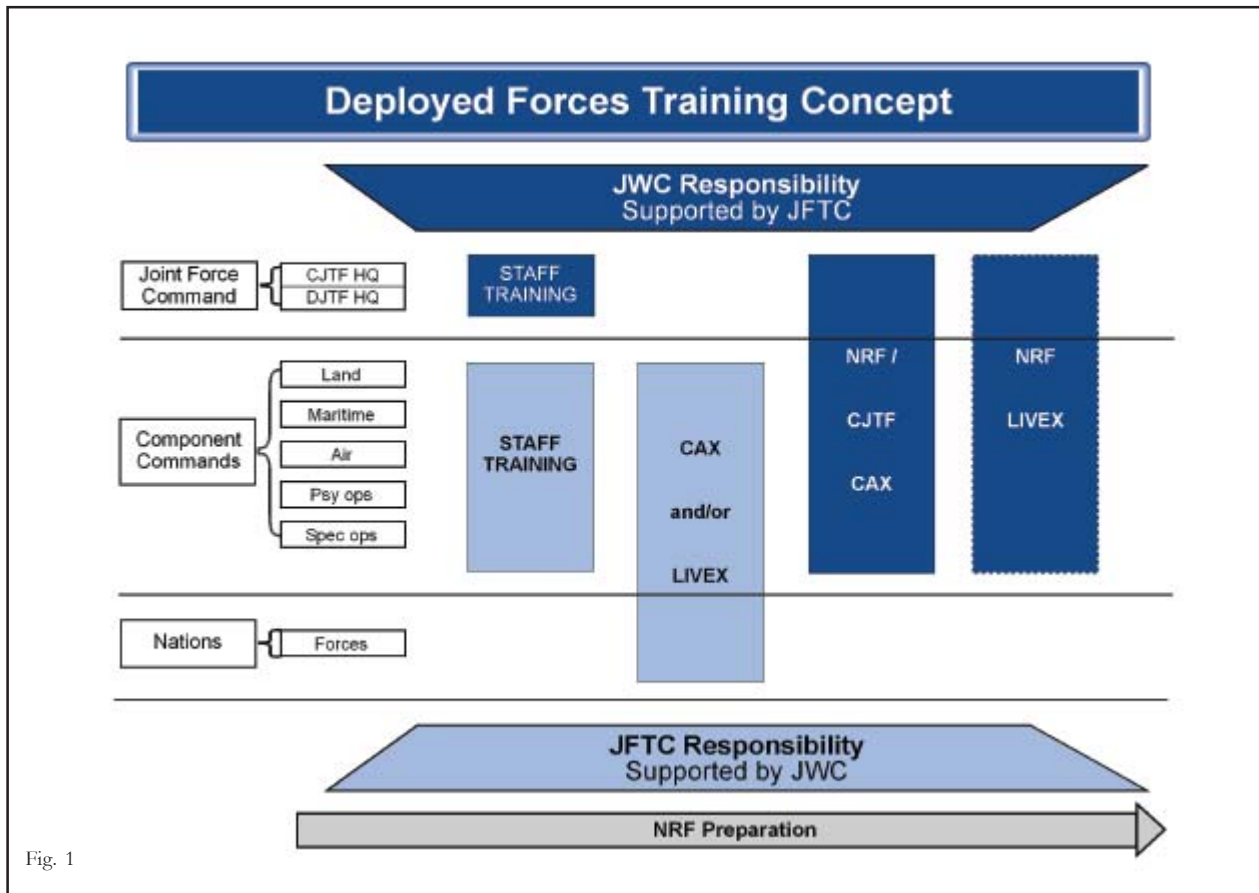 Deployed Forces Training Concept
JWC Responsibility
Supported by JFTC
Joint Force
Command
CJTF HQ
DJTF HQ
STAFF
TRAINING
NRF /
CJTF
CAX
NRF
LIVEX
Component
Commands
Land
Maritime
Air
Psy ops
Spec ops
STAFF
TRAINING
CAX
and/or
LIVEX
Nations
Forces
JFTC Responsibility
Supported by JWC
NRF Preparation
Fig. 1